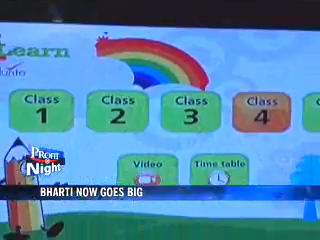 Learn
Class 1
Class 2
Class 3
Class 4
Video
Time table
PROFIT
Night
BHARTI NOW GOES BIG